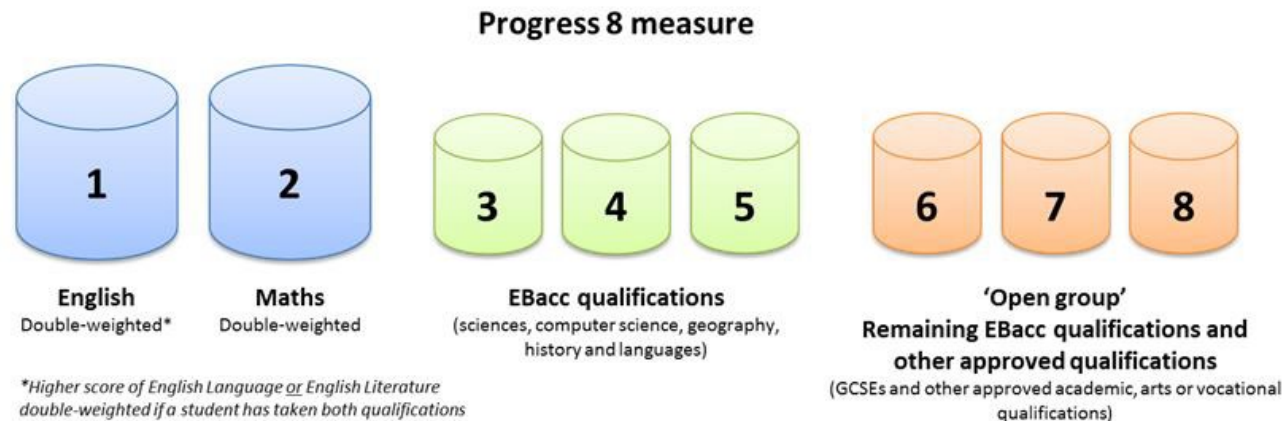 Progress 8 measure
1
2
3
4
5
6
7
8
English
Double-weighted*
Maths
Double-weighted
EBacc qualifications
(sciences, computer science, geography,
history and languages)
‘Open group’
Remaining EBacc qualifications and
other approved qualifications
(GCSEs and other approved academic, arts or vocational
qualifications)
*Higher score of English Language or English Literature
double-weighted if a student has taken both qualifications